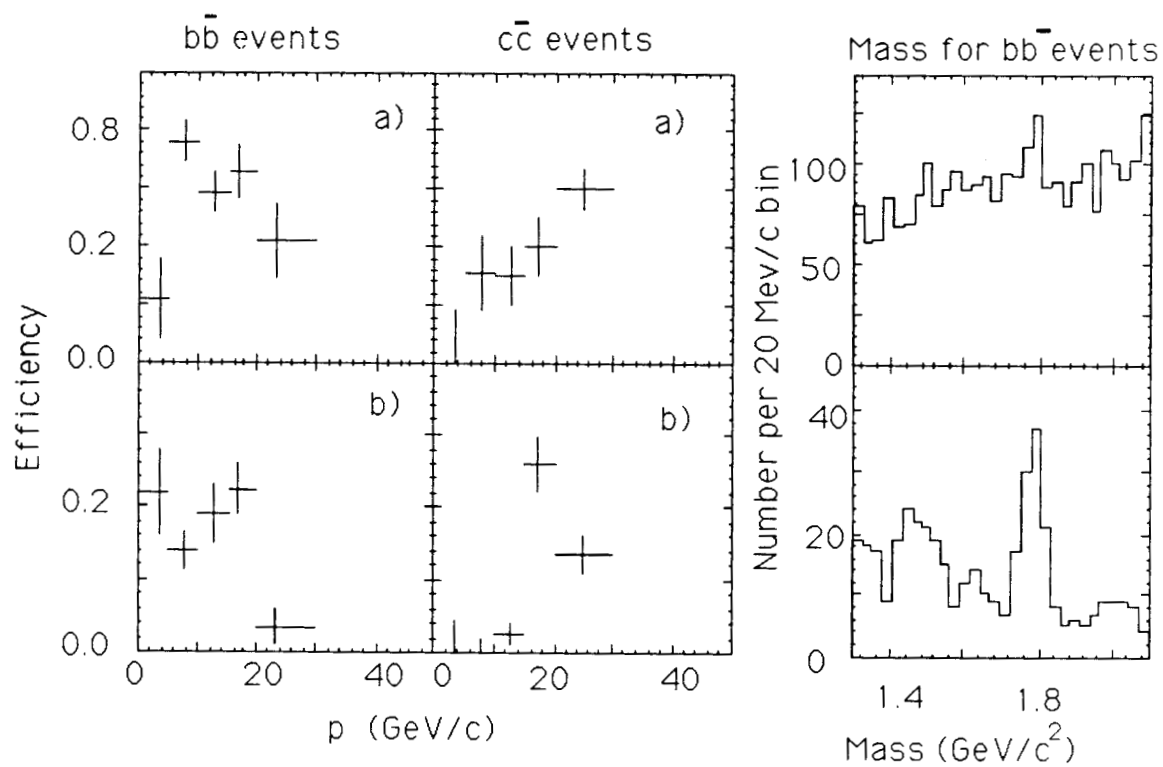 bb̄ events
cc̄ events
Mass for bb̄ events
a)
a)
0.8
0.2
0.0
b)
b)
0.2
0.0
Efficiency
0 20 40
0 20 40
p (GeV/c)
100
50
0
40
20
0
Number per 20 Mev/c bin
1.4 1.8
Mass (GeV/c²)